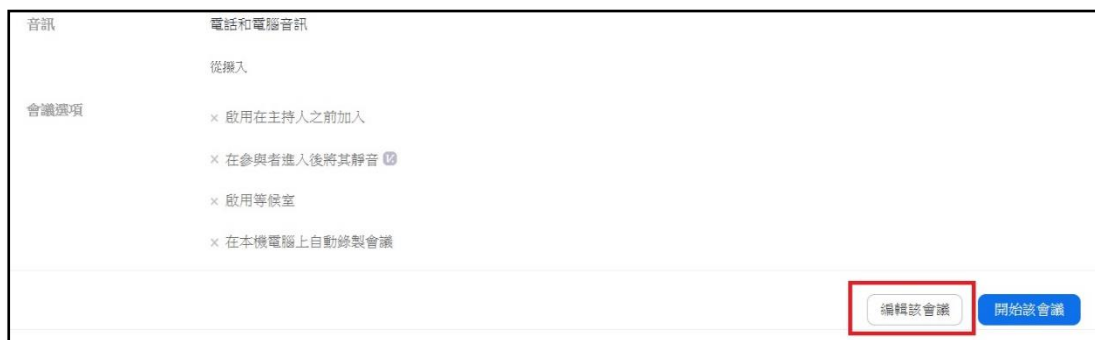 音訊 電話和電腦音訊
從撥入
會議選項 × 啟用在主持人之前加入
× 在參與者進入後將其靜音
× 啟用等候室
× 在本機電腦上自動錄製會議
編輯該會議 開始該會議